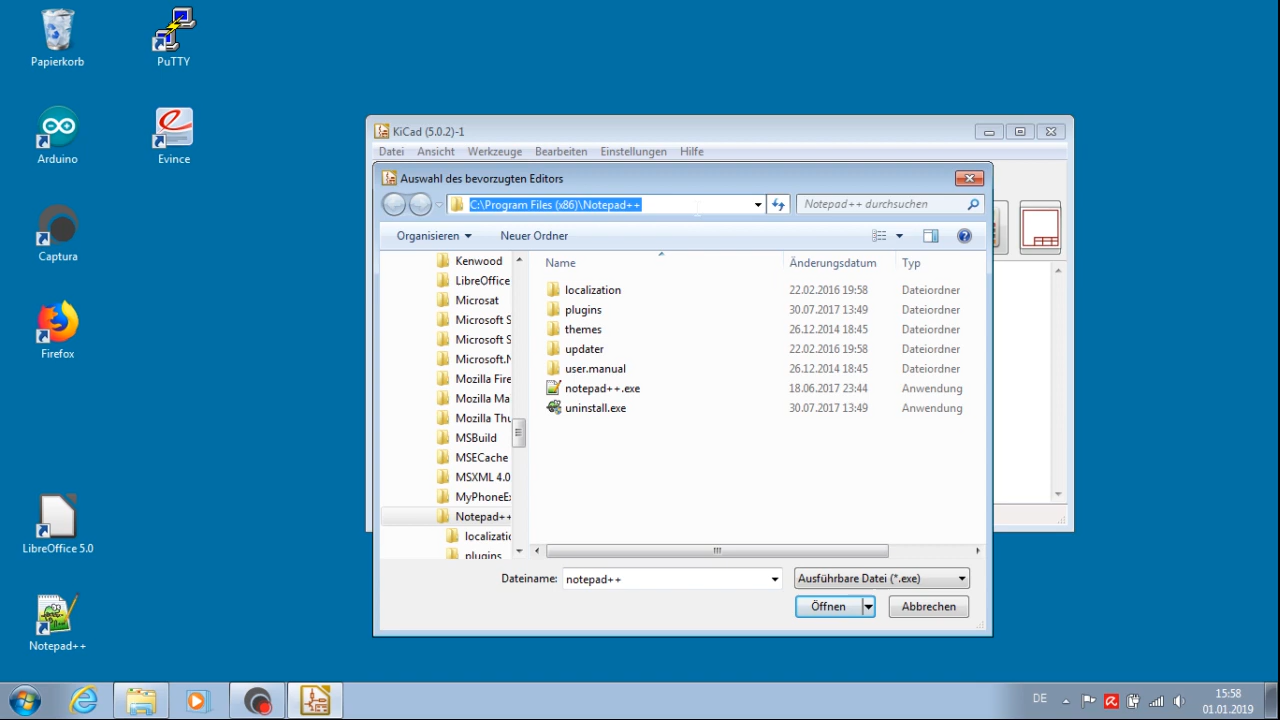 Papierkorb
PuTTY
Arduino
Evince
Captura
Firefox
LibreOffice 5.0
Notepad++
KiCad (5.0.2)-1
Datei Ansicht Werkzeuge Bearbeiten Einstellungen Hilfe
Auswahl des bevorzugten Editors
C:\Program Files (x86)\Notepad++
Notepad++ durchsuchen
Organisieren Neuer Ordner
Kenwood
LibreOffice
Microsat
Microsoft S
Microsoft S
Microsoft.N
Mozilla Fire
Mozilla Ma
Mozilla Thu
MSBuild
MSECache
MSXML 4.0
MyPhoneEx
Notepad++
localizatio
plugins
Name Änderungsdatum Typ
localization 22.02.2016 19:58 Dateiordner
plugins 30.07.2017 13:49 Dateiordner
themes 26.12.2014 18:45 Dateiordner
updater 22.02.2016 19:58 Dateiordner
user.manual 26.12.2014 18:45 Dateiordner
notepad++.exe 18.06.2017 23:44 Anwendung
uninstall.exe 30.07.2017 13:49 Anwendung
Dateiname: notepad++ Ausführbare Datei (*.exe)
Öffnen Abbrechen
DE
15:58
01.01.2019